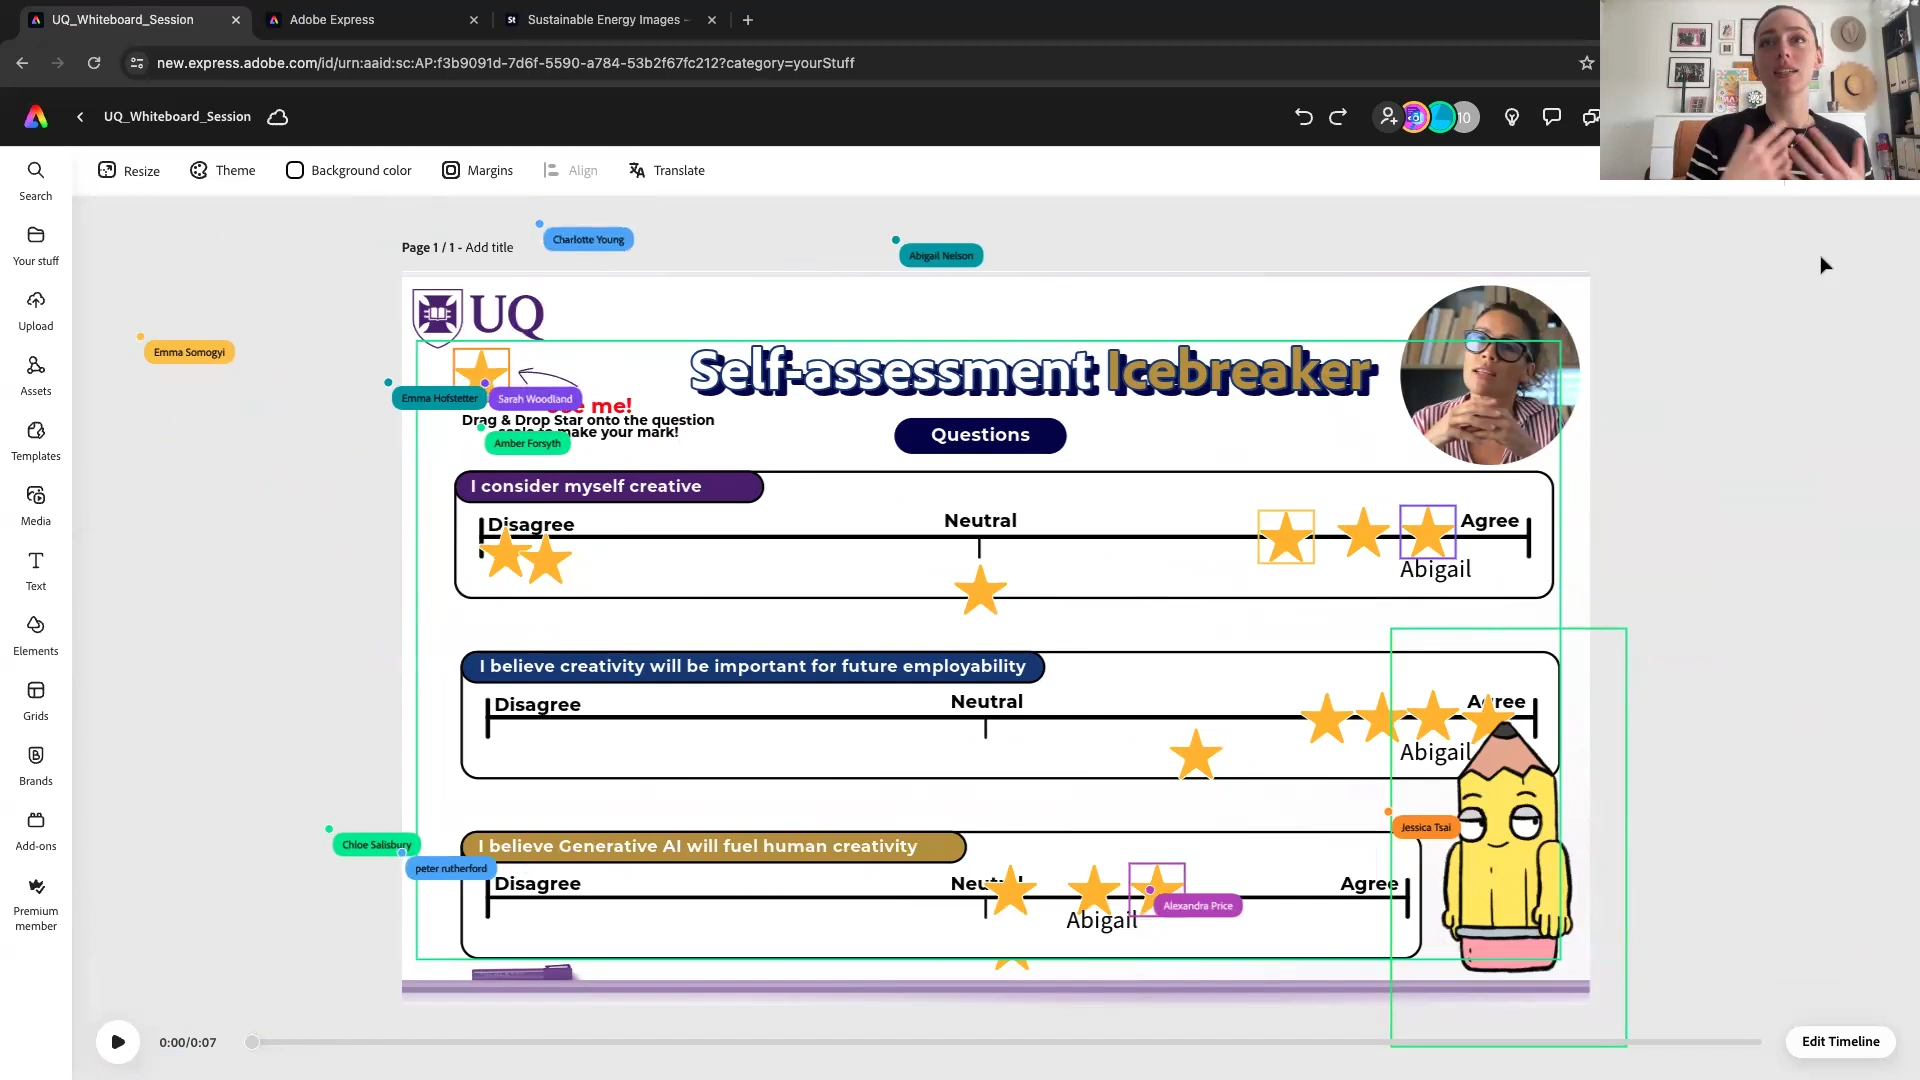 UQ_Whiteboard_Session
Adobe Express
St
Sustainable Energy Images -
new.express.adobe.com/id/urn:aaid:sc:AP:f3b9091d-7d6f-5590-a784-53b2f67fc212?category=yourStuff
UQ_Whiteboard_Session
10
Resize
Theme
Background color
Margins
Align
Translate
Search
Your stuff
Upload
Assets
Templates
Media
Text
Elements
Grids
Brands
Add-ons
Premium
member
Page 1 / 1 - Add title
Charlotte Young
Abigail Nelson
Emma Somogyi
UQ
Self-assessment Icebreaker
Emma Hofstetter
Sarah Woodland
me!
Drag & Drop Star onto the question
make your mark!
Amber Forsyth
Questions
I consider myself creative
Disagree
Neutral
Agree
Abigail
I believe creativity will be important for future employability
Disagree
Neutral
Agree
Abigail
Jessica Tsai
Chloe Salisbury
peter rutherford
I believe Generative AI will fuel human creativity
Disagree
Neutral
Agree
Alexandra Price
Abigail
0:00/0:07
Edit Timeline